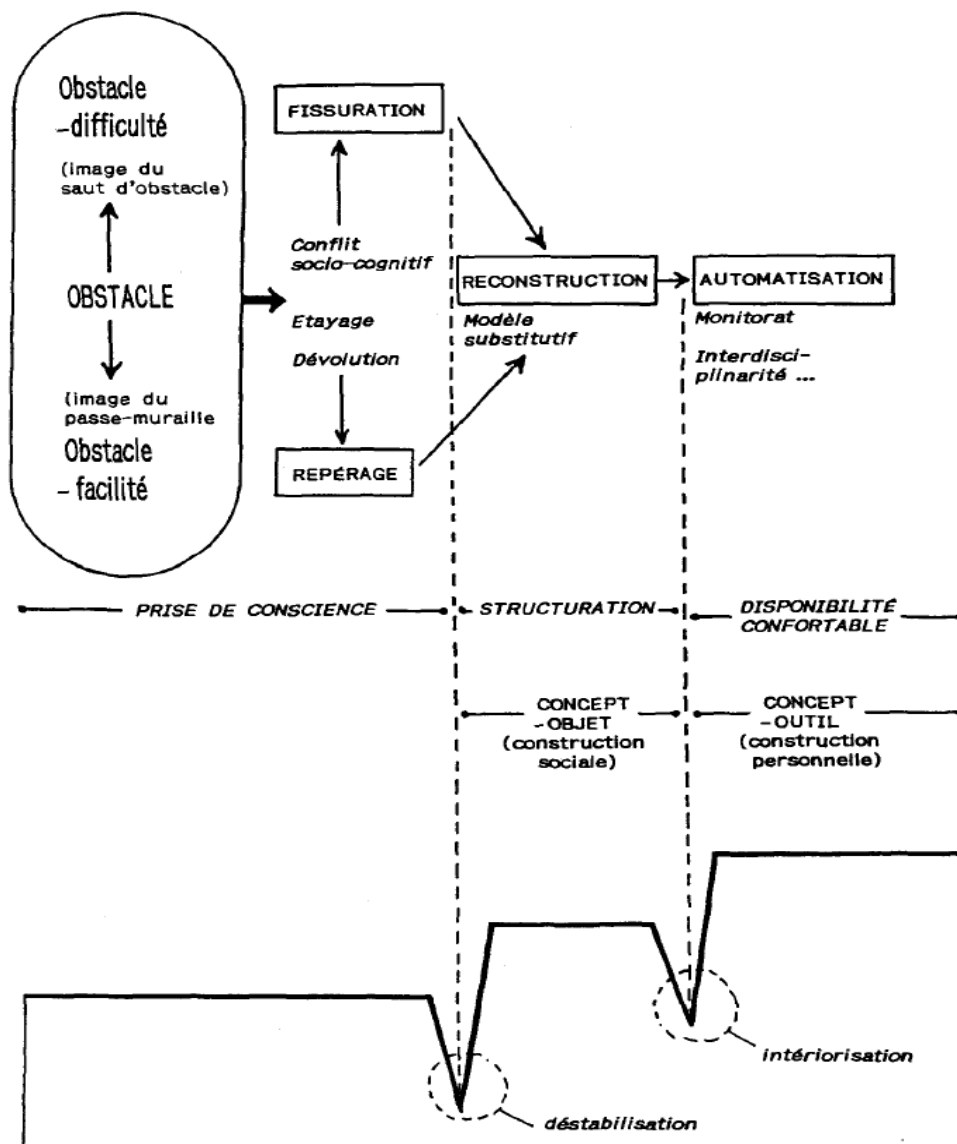 Obstacle
-difficulté
(image du
saut d'obstacle)
OBSTACLE
(image du
passe-muraille
Obstacle
- facilité
FISSURATION
Conflit
socio-cognitif
Etayage
Dévolution
REPÉRAGE
RECONSTRUCTION
Modèle
substitutif
AUTOMATISATION
Monitorat
Interdisci-
plinarité ...
PRISE DE CONSCIENCE
STRUCTURATION
DISPONIBILITÉ
CONFORTABLE
CONCEPT
-OBJET
(construction
sociale)
CONCEPT
-OUTIL
(construction
personnelle)
déstabilisation
intériorisation